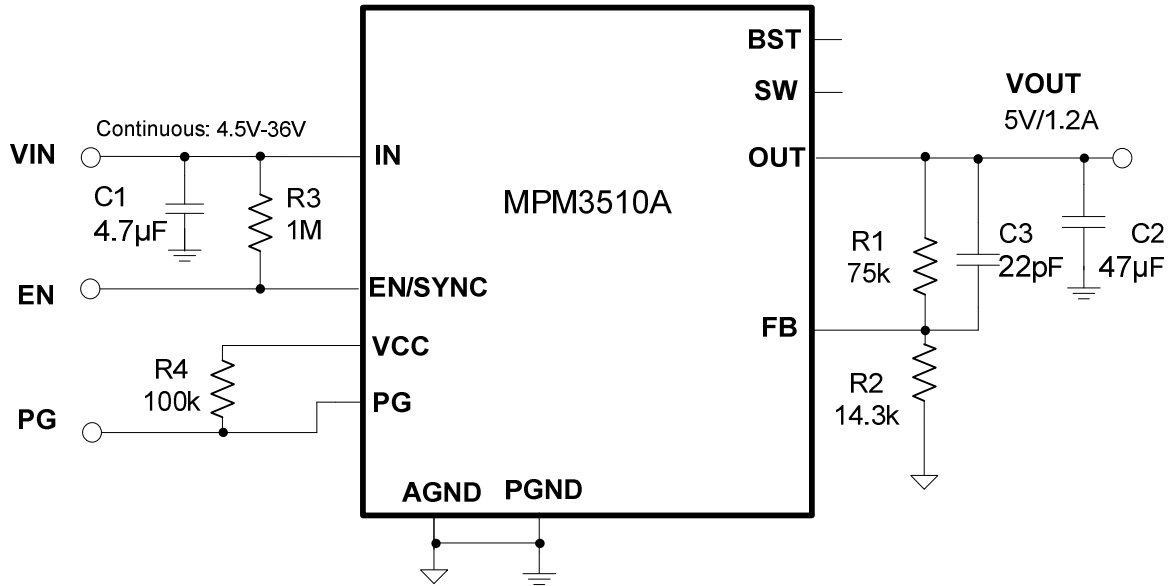 BST
SW
VOUT
5V/1.2A
Continuous: 4.5V-36V
VIN
IN
OUT
MPM3510A
C1
4.7µF
R3
1M
R1
75k
C3
22pF
C2
47µF
EN
EN/SYNC
FB
VCC
R4
100k
PG
PG
R2
14.3k
AGND
PGND